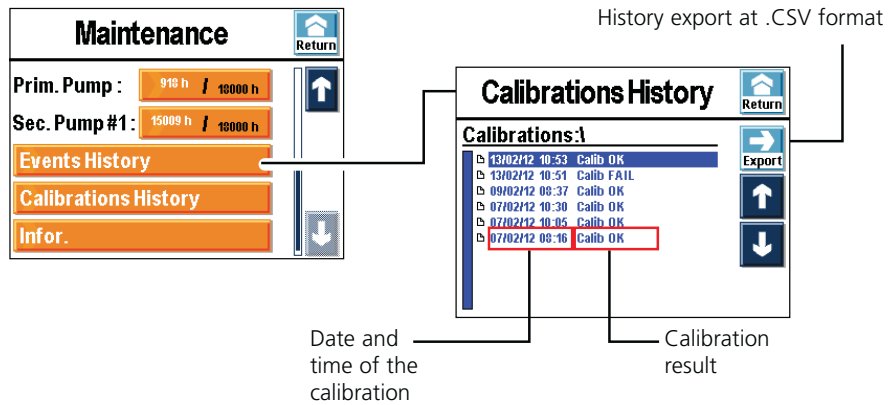 History export at .CSV format
Maintenance
Return
Prim. Pump : 918 h / 18000 h
Sec. Pump #1 : 15009 h / 18000 h
Events History
Calibrations History
Infor.
Calibrations History
Return
Calibrations:\
Export
13/02/12 10:53 Calib OK
13/02/12 10:51 Calib FAIL
09/02/12 08:37 Calib OK
07/02/12 10:30 Calib OK
07/02/12 10:05 Calib OK
07/02/12 08:16 Calib OK
Date and
time of the
calibration
Calibration
result